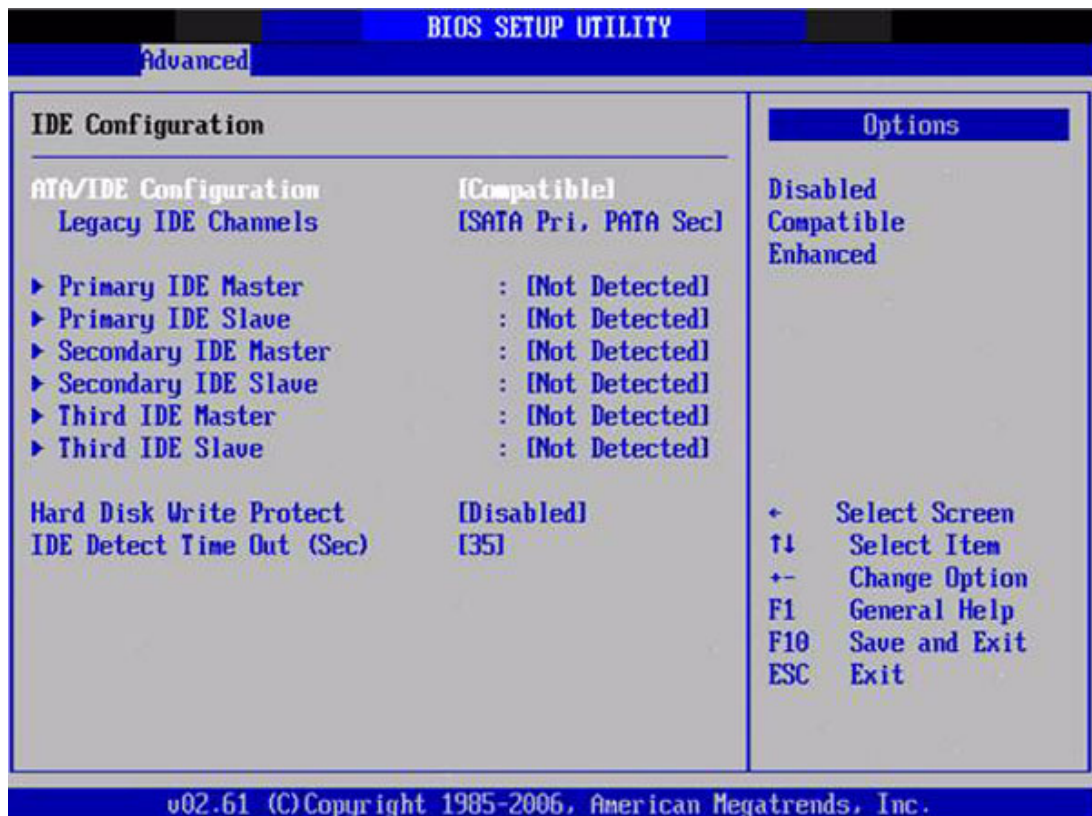 BIOS SETUP UTILITY
Advanced
IDE Configuration
ATA/IDE Configuration [Compatible]
Legacy IDE Channels [SATA Pri, PATA Sec]
▶ Primary IDE Master : [Not Detected]
▶ Primary IDE Slave : [Not Detected]
▶ Secondary IDE Master : [Not Detected]
▶ Secondary IDE Slave : [Not Detected]
▶ Third IDE Master : [Not Detected]
▶ Third IDE Slave : [Not Detected]
Hard Disk Write Protect [Disabled]
IDE Detect Time Out (Sec) [35]
Options
Disabled
Compatible
Enhanced
← Select Screen
↑↓ Select Item
+- Change Option
F1 General Help
F10 Save and Exit
ESC Exit
v02.61 (C)Copyright 1985-2006, American Megatrends, Inc.